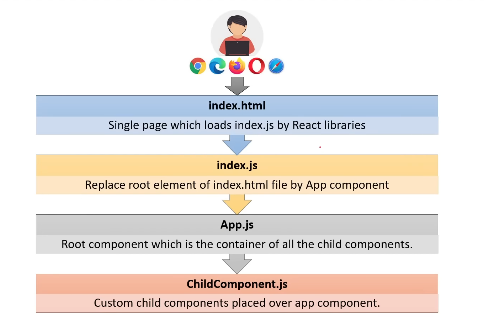 index.html
Single page which loads index.js by React libraries
index.js
Replace root element of index.html file by App component
App.js
Root component which is the container of all the child components.
ChildComponent.js
Custom child components placed over app component.